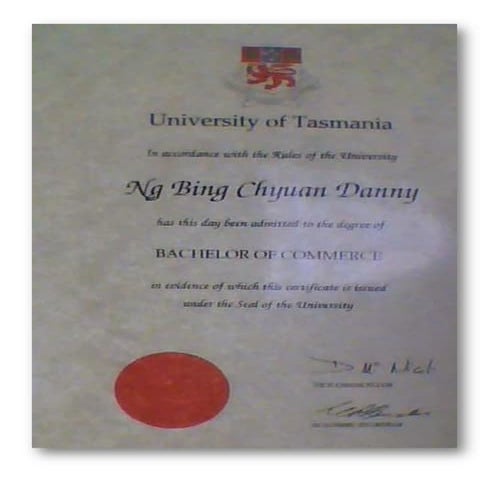 University of Tasmania
In accordance with the Rules of the University
Ng Bing Chyuan Danny
has this day been admitted to the degree of
BACHELOR OF COMMERCE
in evidence of which this certificate is issued
under the Seal of the University